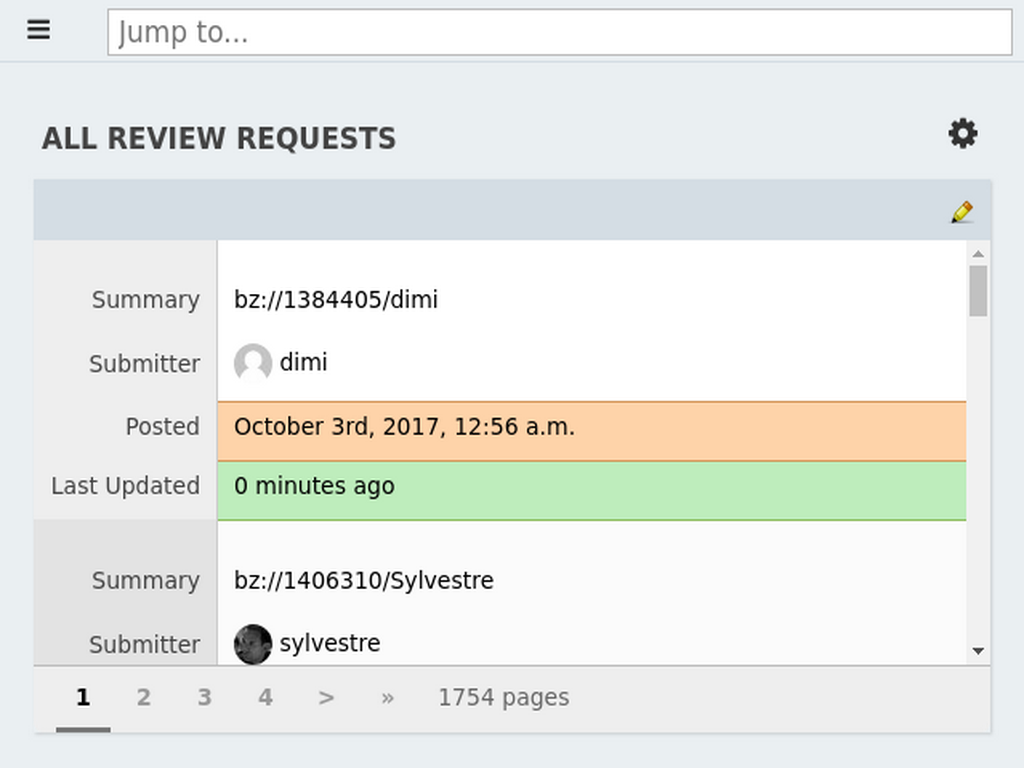 Jump to...
ALL REVIEW REQUESTS
Summary bz://1384405/dimi
Submitter dimi
Posted October 3rd, 2017, 12:56 a.m.
Last Updated 0 minutes ago
Summary bz://1406310/Sylvestre
Submitter sylvestre
1 2 3 4 > » 1754 pages